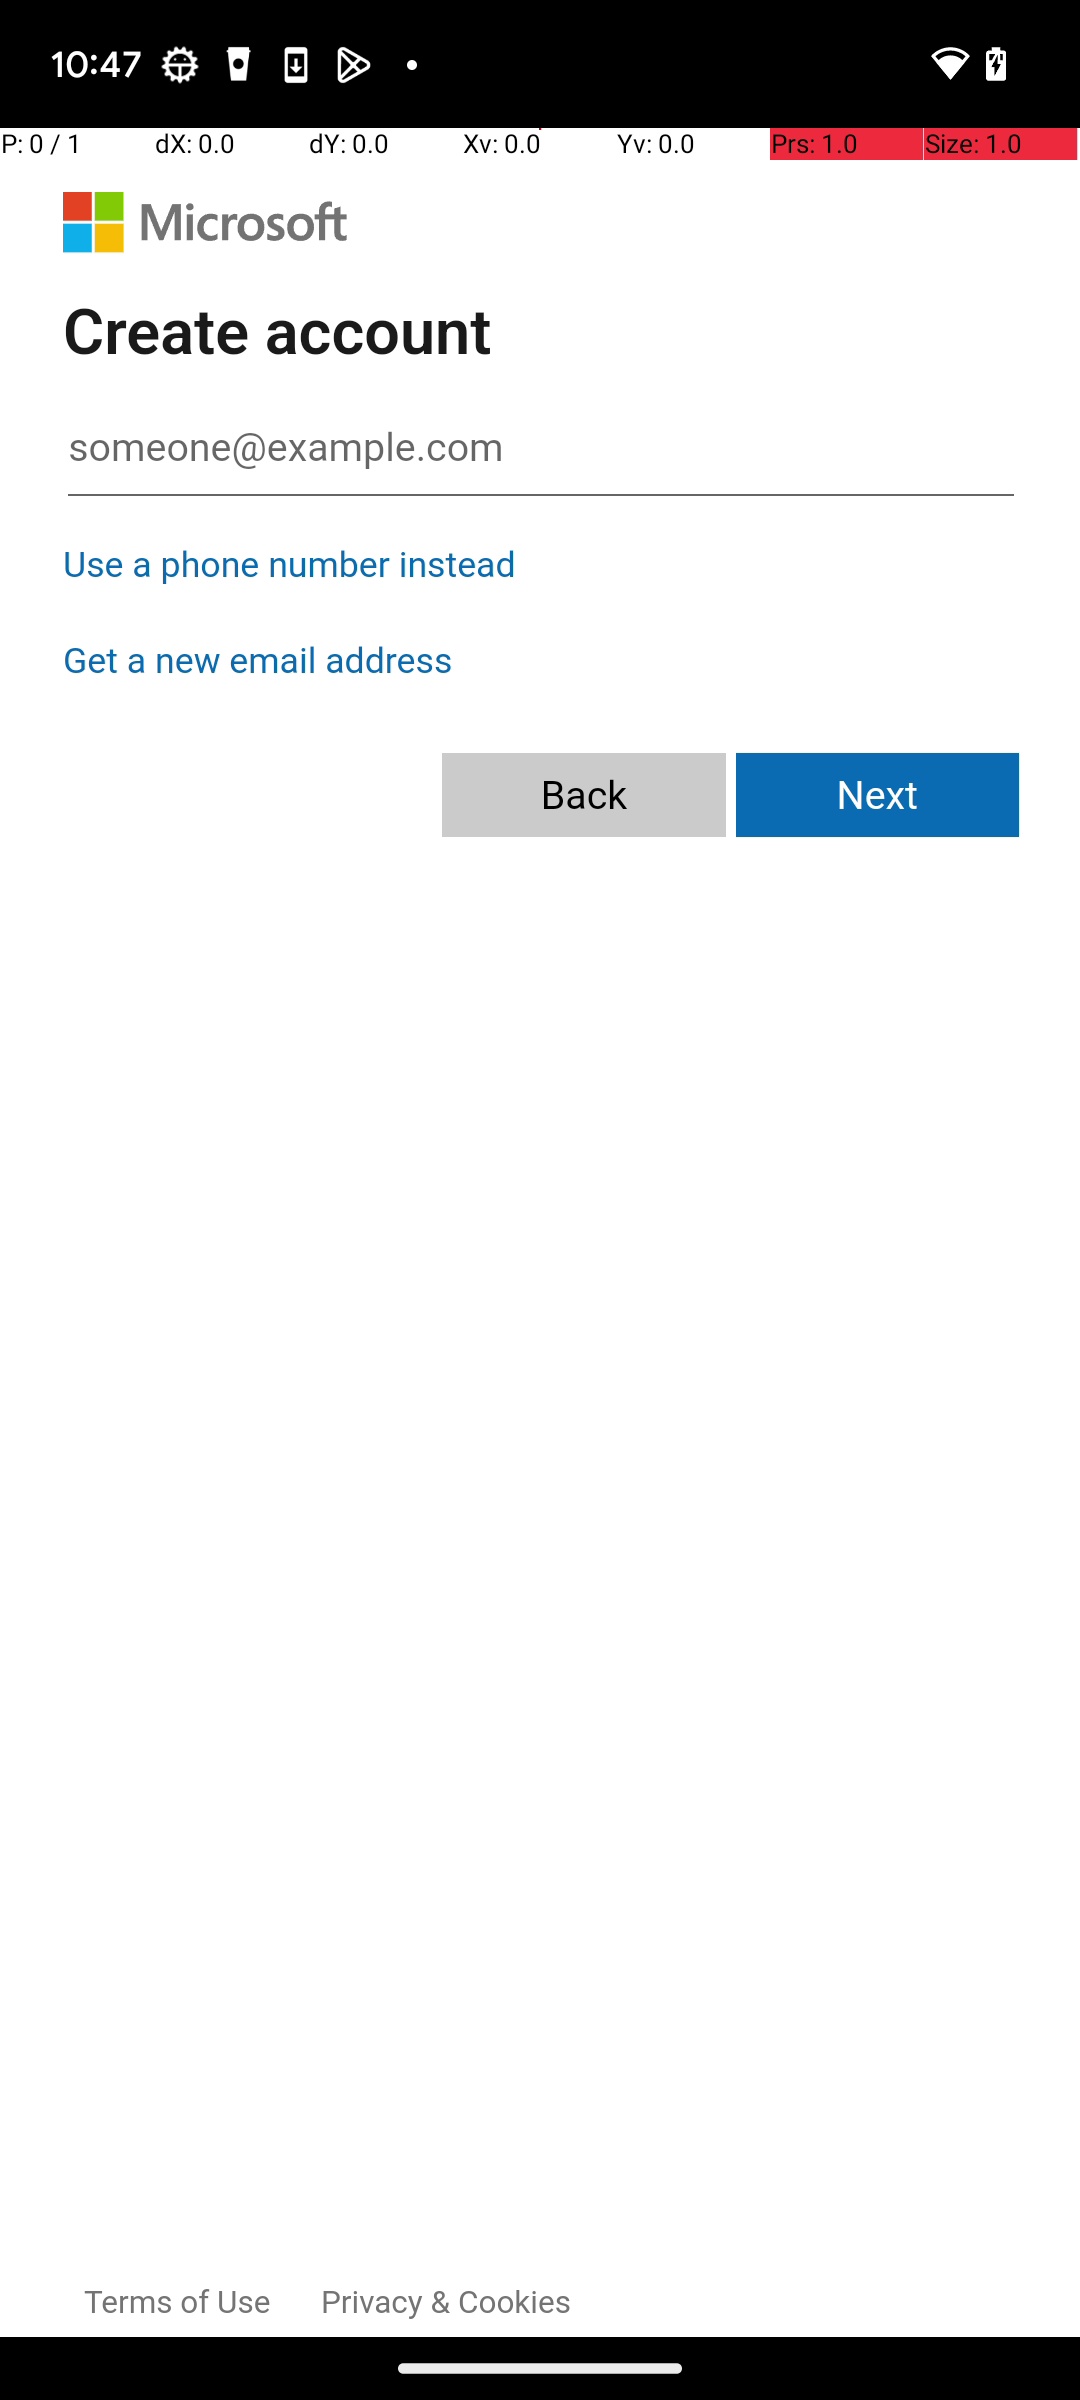 10:47
P: 0 / 1 dX: 0.0 dY: 0.0 Xv: 0.0 Yv: 0.0 Prs: 1.0 Size: 1.0
Microsoft
Create account
someone@example.com
Use a phone number instead
Get a new email address
Back Next
Terms of Use Privacy & Cookies